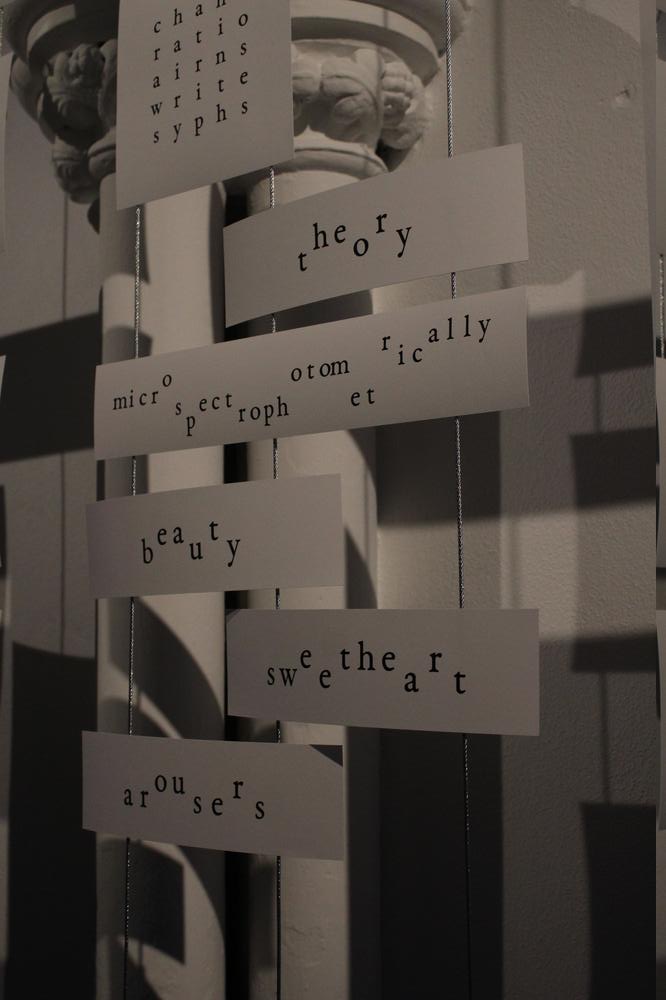 c h a n
r a t i o
a i r n s
w r i t e
s y p h s
theory
microspectrophotometrically
beauty
sweetheart
arousers